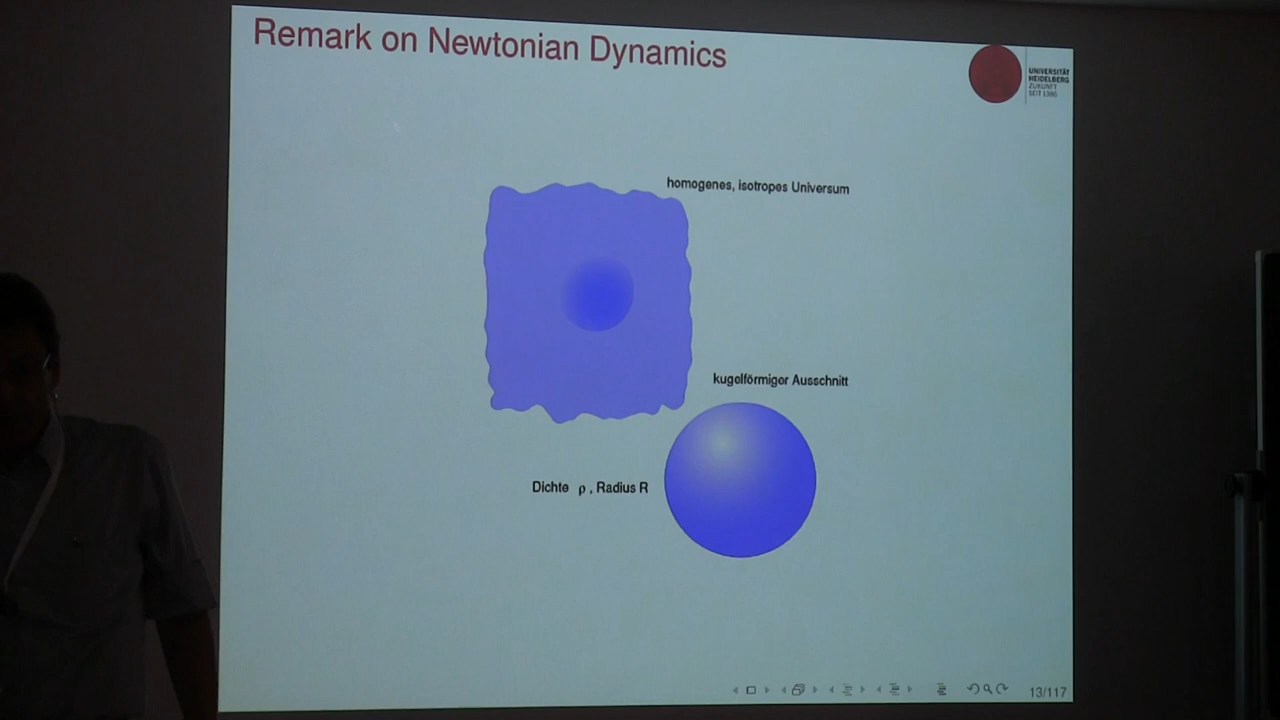 Remark on Newtonian Dynamics
UNIVERSITÄT
HEIDELBERG
ZUKUNFT
SEIT 1386
homogenes, isotropes Universum
kugelförmiger Ausschnitt
Dichte ρ , Radius R
13/117